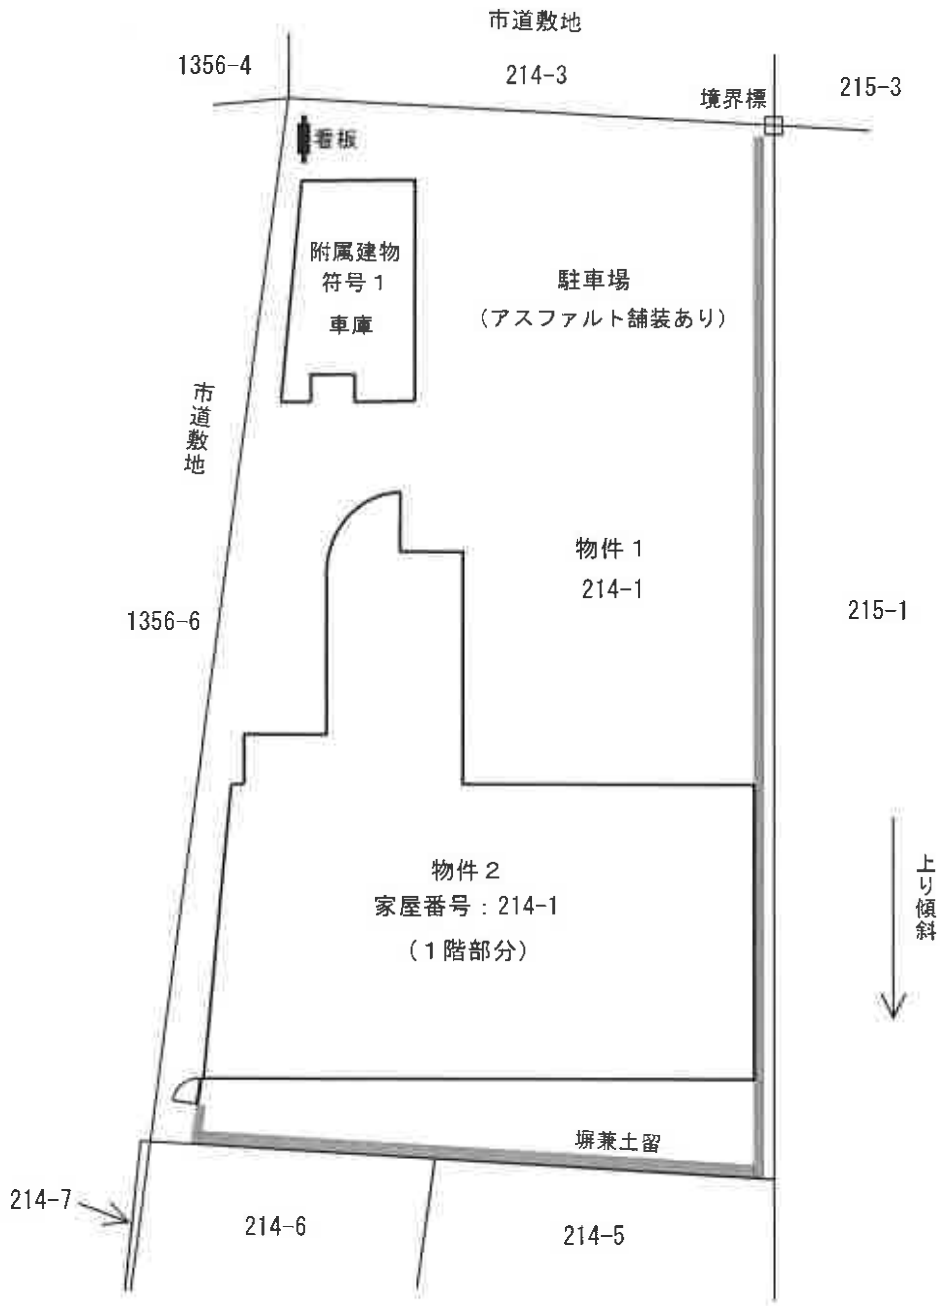 市道敷地
1356-4
214-3
215-3
境界標
看板
附属建物
符号1
車庫
駐車場
(アスファルト舗装あり)
市道敷地
物件1
214-1
1356-6
215-1
物件2
家屋番号:214-1
(1階部分)
上り傾斜
塀兼土留
214-7
214-6
214-5